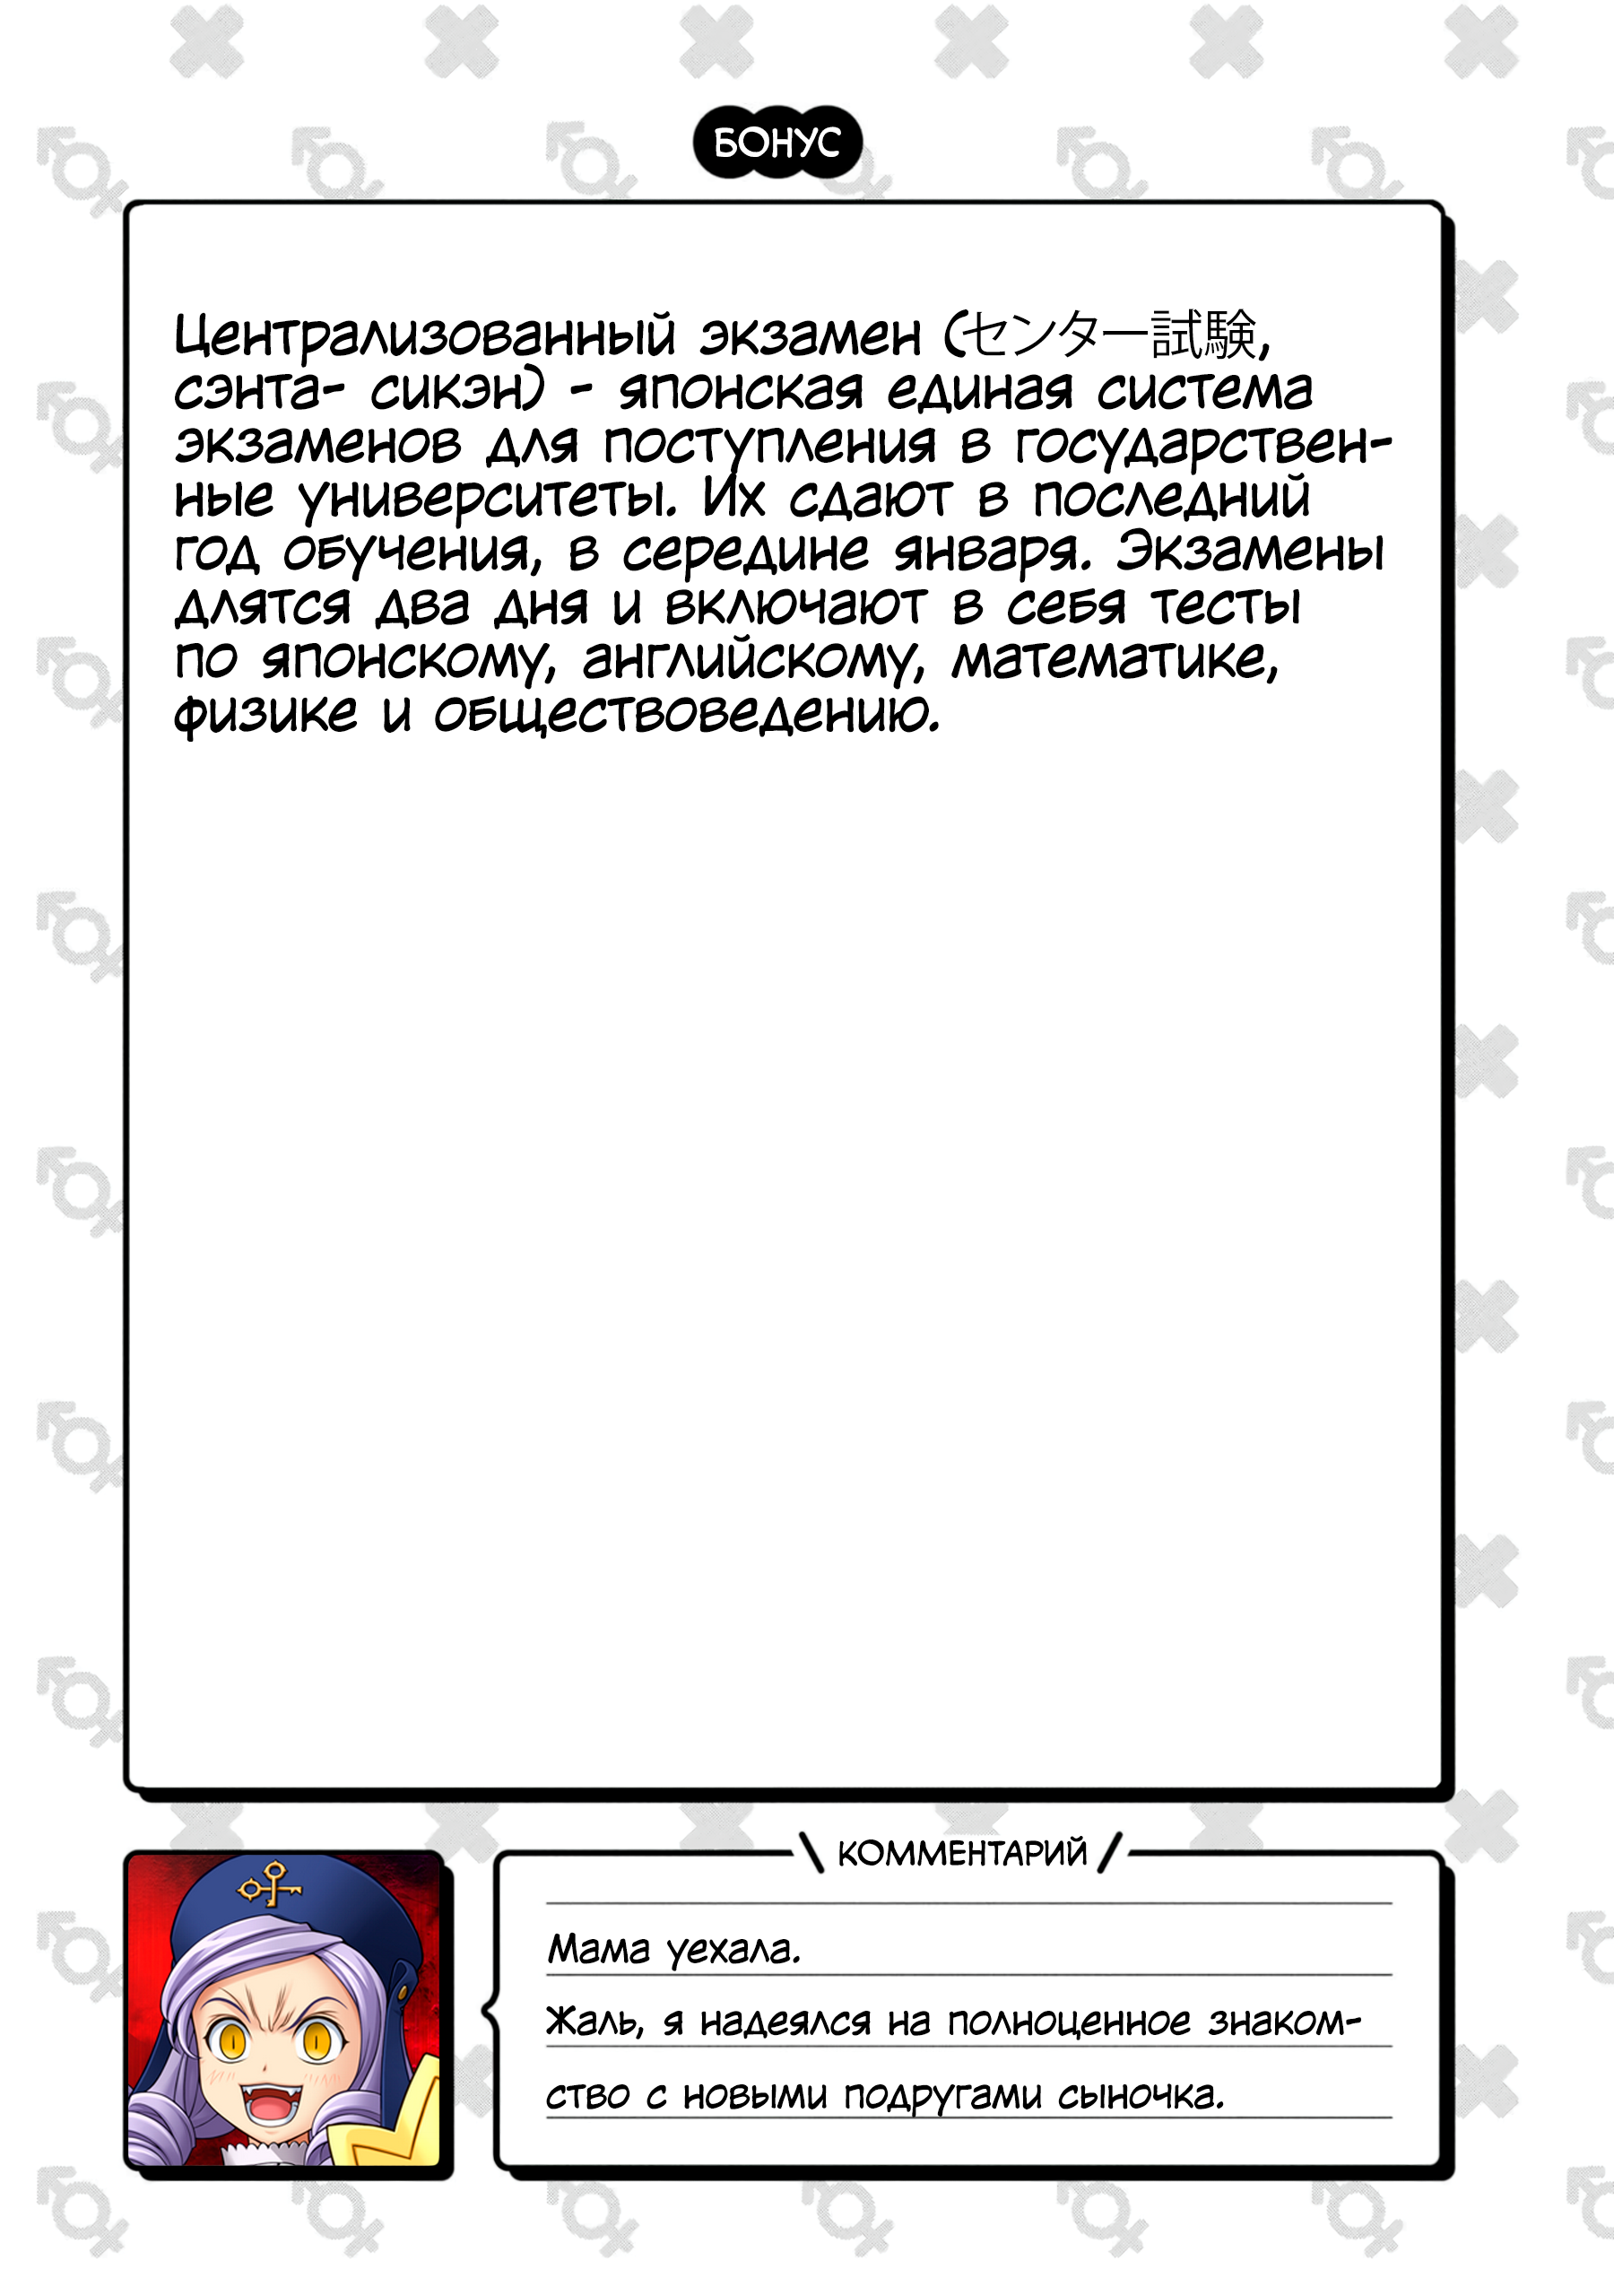 БОНУС
Централизованный экзамен (センター試験,
сэнта- сикэн) - японская единая система
экзаменов для поступления в государствен-
ные университеты. Их сдают в последний
год обучения, в середине января. Экзамены
длятся два дня и включают в себя тесты
по японскому, английскому, математике,
физике и обществоведению.
КОММЕНТАРИЙ
Мама уехала.
Жаль, я надеялся на полноценное знаком-
ство с новыми подругами сыночка.